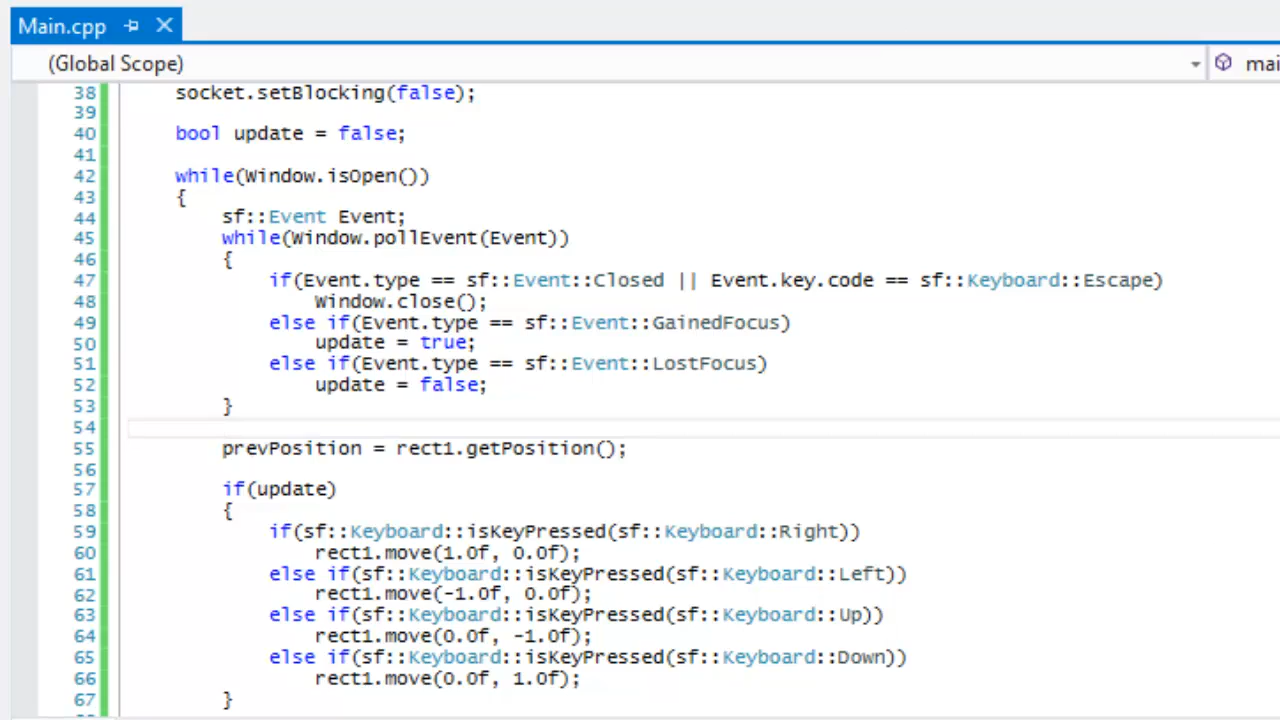 Main.cpp
(Global Scope) mai
38 socket.setBlocking(false);
39
40 bool update = false;
41
42 while(Window.isOpen())
43 {
44 sf::Event Event;
45 while(Window.pollEvent(Event))
46 {
47 if(Event.type == sf::Event::Closed || Event.key.code == sf::Keyboard::Escape)
48 Window.close();
49 else if(Event.type == sf::Event::GainedFocus)
50 update = true;
51 else if(Event.type == sf::Event::LostFocus)
52 update = false;
53 }
54
55 prevPosition = rect1.getPosition();
56
57 if(update)
58 {
59 if(sf::Keyboard::isKeyPressed(sf::Keyboard::Right))
60 rect1.move(1.0f, 0.0f);
61 else if(sf::Keyboard::isKeyPressed(sf::Keyboard::Left))
62 rect1.move(-1.0f, 0.0f);
63 else if(sf::Keyboard::isKeyPressed(sf::Keyboard::Up))
64 rect1.move(0.0f, -1.0f);
65 else if(sf::Keyboard::isKeyPressed(sf::Keyboard::Down))
66 rect1.move(0.0f, 1.0f);
67 }